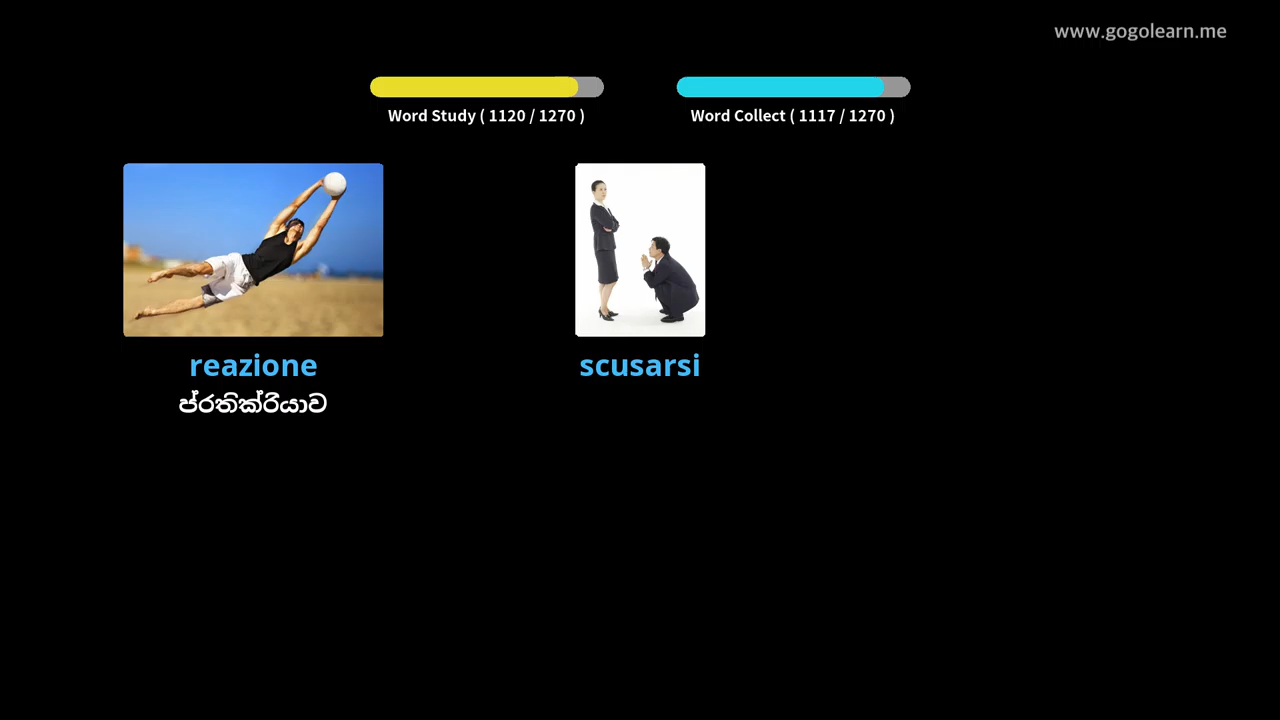 www.gogolearn.me
Word Study ( 1120 / 1270 )
Word Collect ( 1117 / 1270 )
reazione
ප්රතික්රියාව
scusarsi